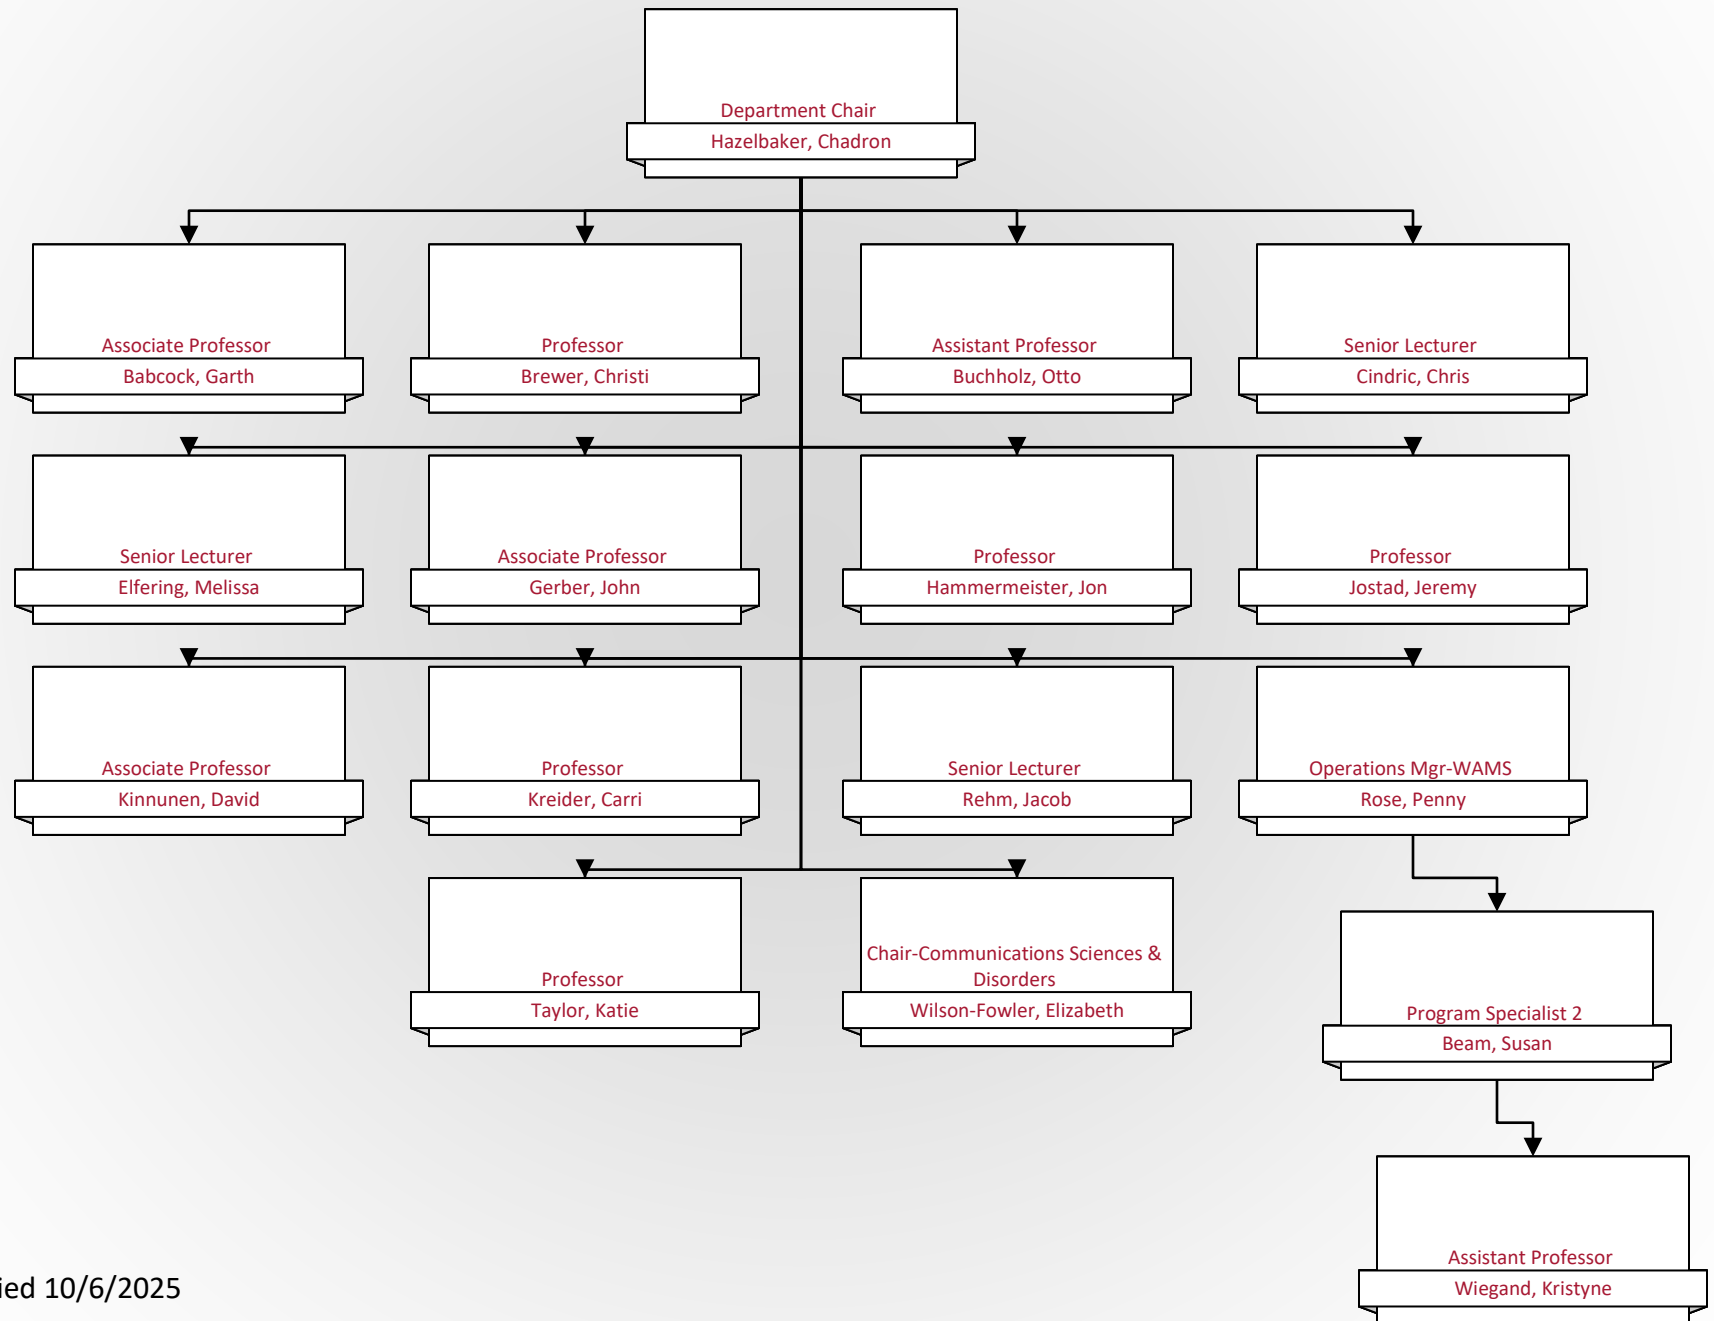 Department Chair
Hazelbaker, Chadron
Associate Professor
Babcock, Garth
Professor
Brewer, Christi
Assistant Professor
Buchholz, Otto
Senior Lecturer
Cindric, Chris
Senior Lecturer
Elfering, Melissa
Associate Professor
Gerber, John
Professor
Hammermeister, Jon
Professor
Jostad, Jeremy
Associate Professor
Kinnunen, David
Professor
Kreider, Carri
Senior Lecturer
Rehm, Jacob
Operations Mgr-WAMS
Rose, Penny
Professor
Taylor, Katie
Chair-Communications Sciences &
Disorders
Wilson-Fowler, Elizabeth
Program Specialist 2
Beam, Susan
Assistant Professor
Wiegand, Kristyne
10/6/2025